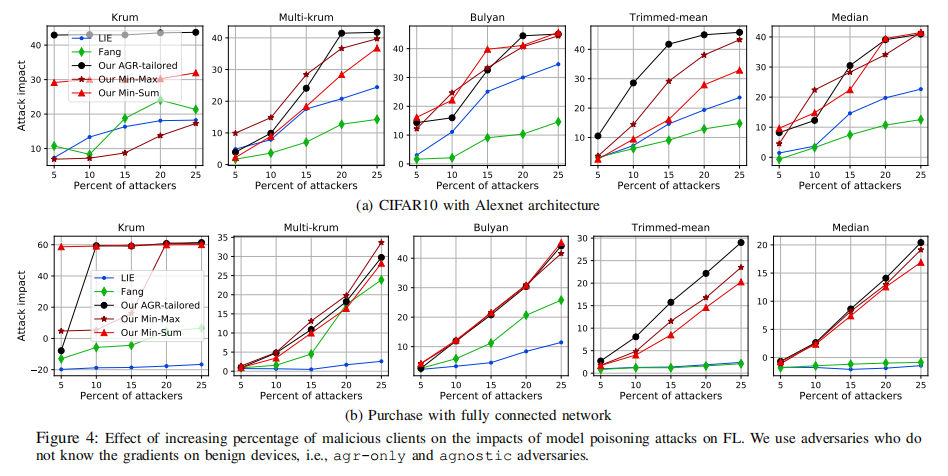 Krum
Multi-krum
Bulyan
Trimmed-mean
Median
Attack impact
40
30
20
10
LIE
Fang
Our AGR-tailored
Our Min-Max
Our Min-Sum
5 10 15 20 25
Percent of attackers
40
30
20
10
0
5 10 15 20 25
Percent of attackers
50
40
30
20
10
0
5 10 15 20 25
Percent of attackers
40
30
20
10
0
5 10 15 20 25
Percent of attackers
40
30
20
10
0
5 10 15 20 25
Percent of attackers
(a) CIFAR10 with Alexnet architecture
Krum
Multi-krum
Bulyan
Trimmed-mean
Median
Attack impact
60
40
20
0
−20
LIE
Fang
Our AGR-tailored
Our Min-Max
Our Min-Sum
5 10 15 20 25
Percent of attackers
35
30
25
20
15
10
5
0
5 10 15 20 25
Percent of attackers
40
30
20
10
5 10 15 20 25
Percent of attackers
30
25
20
15
10
5
0
5 10 15 20 25
Percent of attackers
20
15
10
5
0
5 10 15 20 25
Percent of attackers
(b) Purchase with fully connected network
Figure 4: Effect of increasing percentage of malicious clients on the impacts of model poisoning attacks on FL. We use adversaries who do
not know the gradients on benign devices, i.e., agr-only and agnostic adversaries.